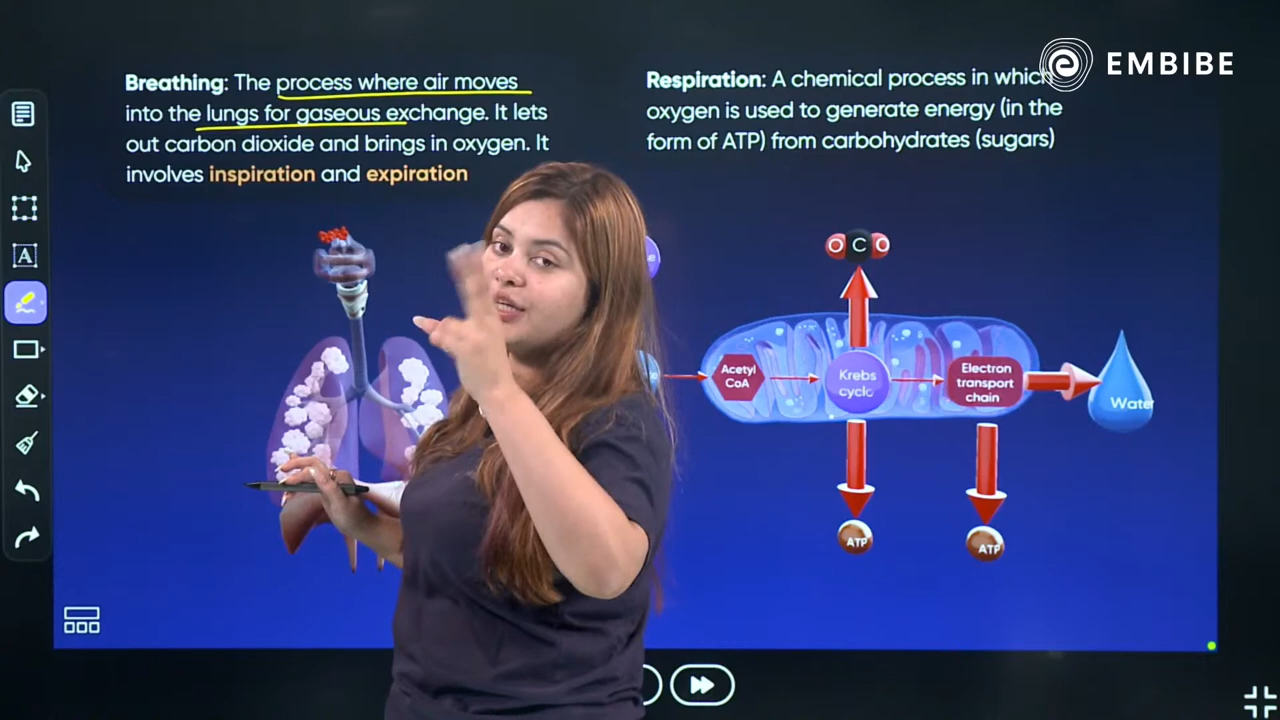 EMBIBE
Breathing: The process where air moves
into the lungs for gaseous exchange. It lets
out carbon dioxide and brings in oxygen. It
involves inspiration and expiration
Respiration: A chemical process in which
oxygen is used to generate energy (in the
form of ATP) from carbohydrates (sugars)
O C O
Acetyl
CoA
Krebs
cycle
Electron
transport
chain
Water
ATP
ATP
A